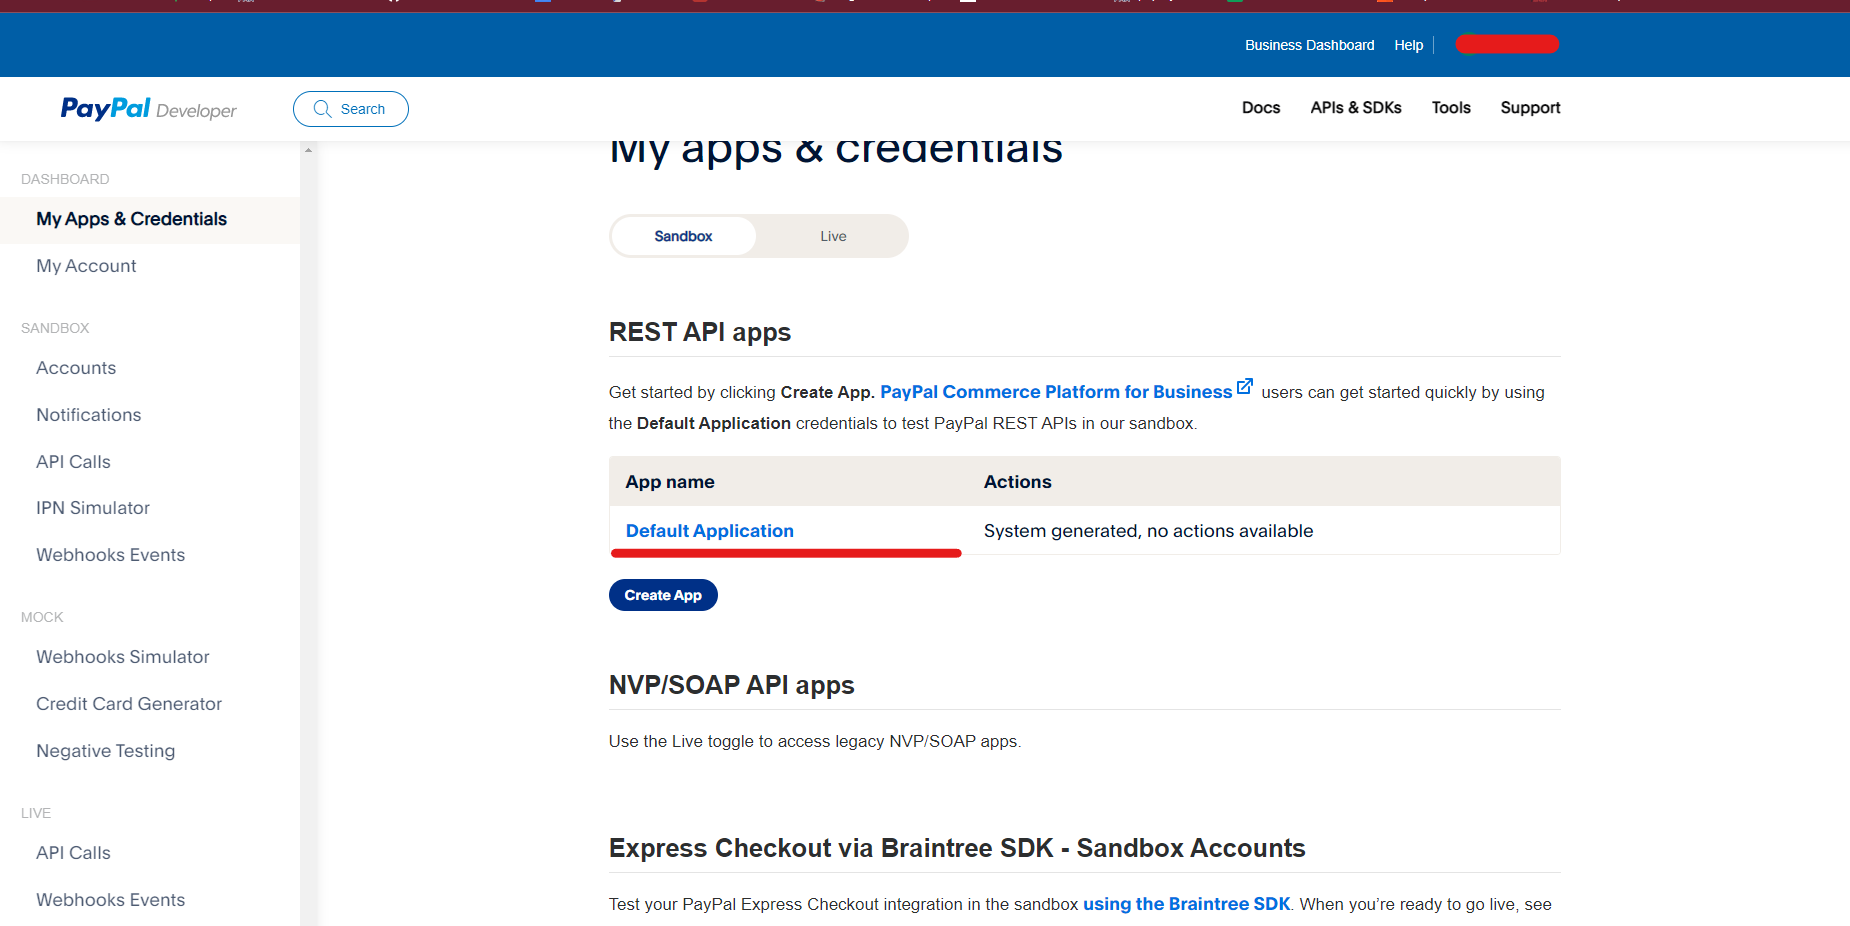 Business Dashboard Help
PayPal Developer Search Docs APIs & SDKs Tools Support
My apps & credentials
DASHBOARD
My Apps & Credentials
My Account
SANDBOX
Accounts
Notifications
API Calls
IPN Simulator
Webhooks Events
MOCK
Webhooks Simulator
Credit Card Generator
Negative Testing
LIVE
API Calls
Webhooks Events
Sandbox Live
REST API apps
Get started by clicking Create App. PayPal Commerce Platform for Business users can get started quickly by using
the Default Application credentials to test PayPal REST APIs in our sandbox.
App name Actions
Default Application System generated, no actions available
Create App
NVP/SOAP API apps
Use the Live toggle to access legacy NVP/SOAP apps.
Express Checkout via Braintree SDK - Sandbox Accounts
Test your PayPal Express Checkout integration in the sandbox using the Braintree SDK. When you’re ready to go live, see